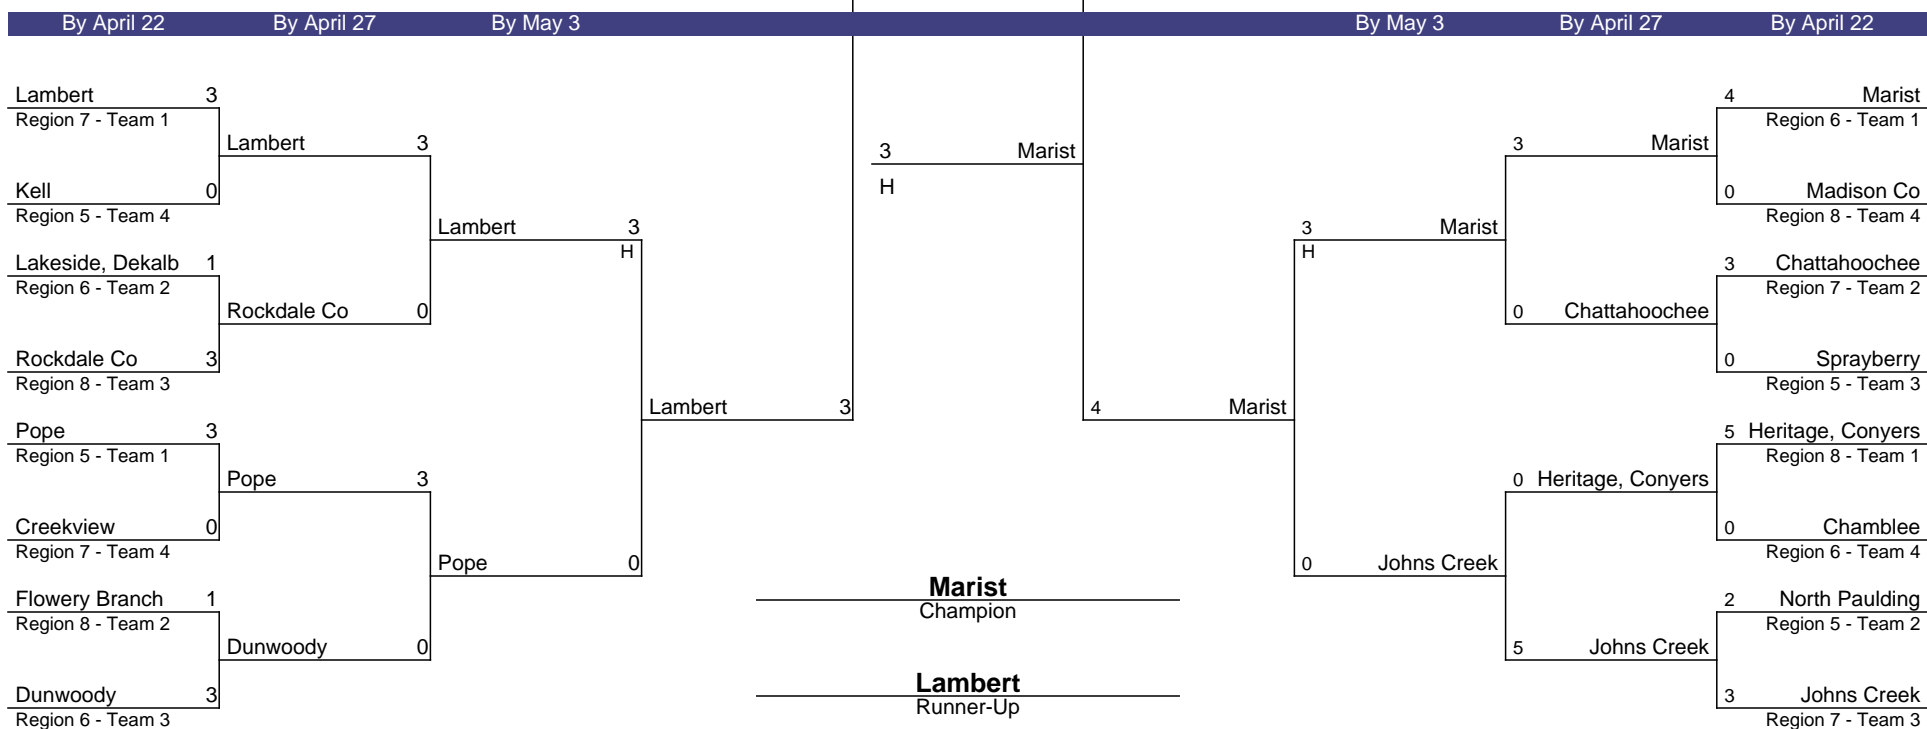 By April 22 By April 27 By May 3 By May 3 By April 27 By April 22
Lambert 3 4 Marist
Region 7 - Team 1 Region 6 - Team 1
Lambert 3 3 Marist 3 Marist
Kell 0 H 0 Madison Co
Region 5 - Team 4 Region 8 - Team 4
Lambert 3 3 Marist
H H
Lakeside, Dekalb 1 3 Chattahoochee
Region 6 - Team 2 Region 7 - Team 2
Rockdale Co 0 0 Chattahoochee
Rockdale Co 3 0 Sprayberry
Region 8 - Team 3 Region 5 - Team 3
Lambert 3 4 Marist
Pope 3 5 Heritage, Conyers
Region 5 - Team 1 Region 8 - Team 1
Pope 3 0 Heritage, Conyers
Creekview 0 0 Chamblee
Region 7 - Team 4 Region 6 - Team 4
Pope 0 0 Johns Creek
Marist
Flowery Branch 1 Champion 2 North Paulding
Region 8 - Team 2 Region 5 - Team 2
Dunwoody 0 5 Johns Creek
Lambert
Dunwoody 3 Runner-Up 3 Johns Creek
Region 6 - Team 3 Region 7 - Team 3